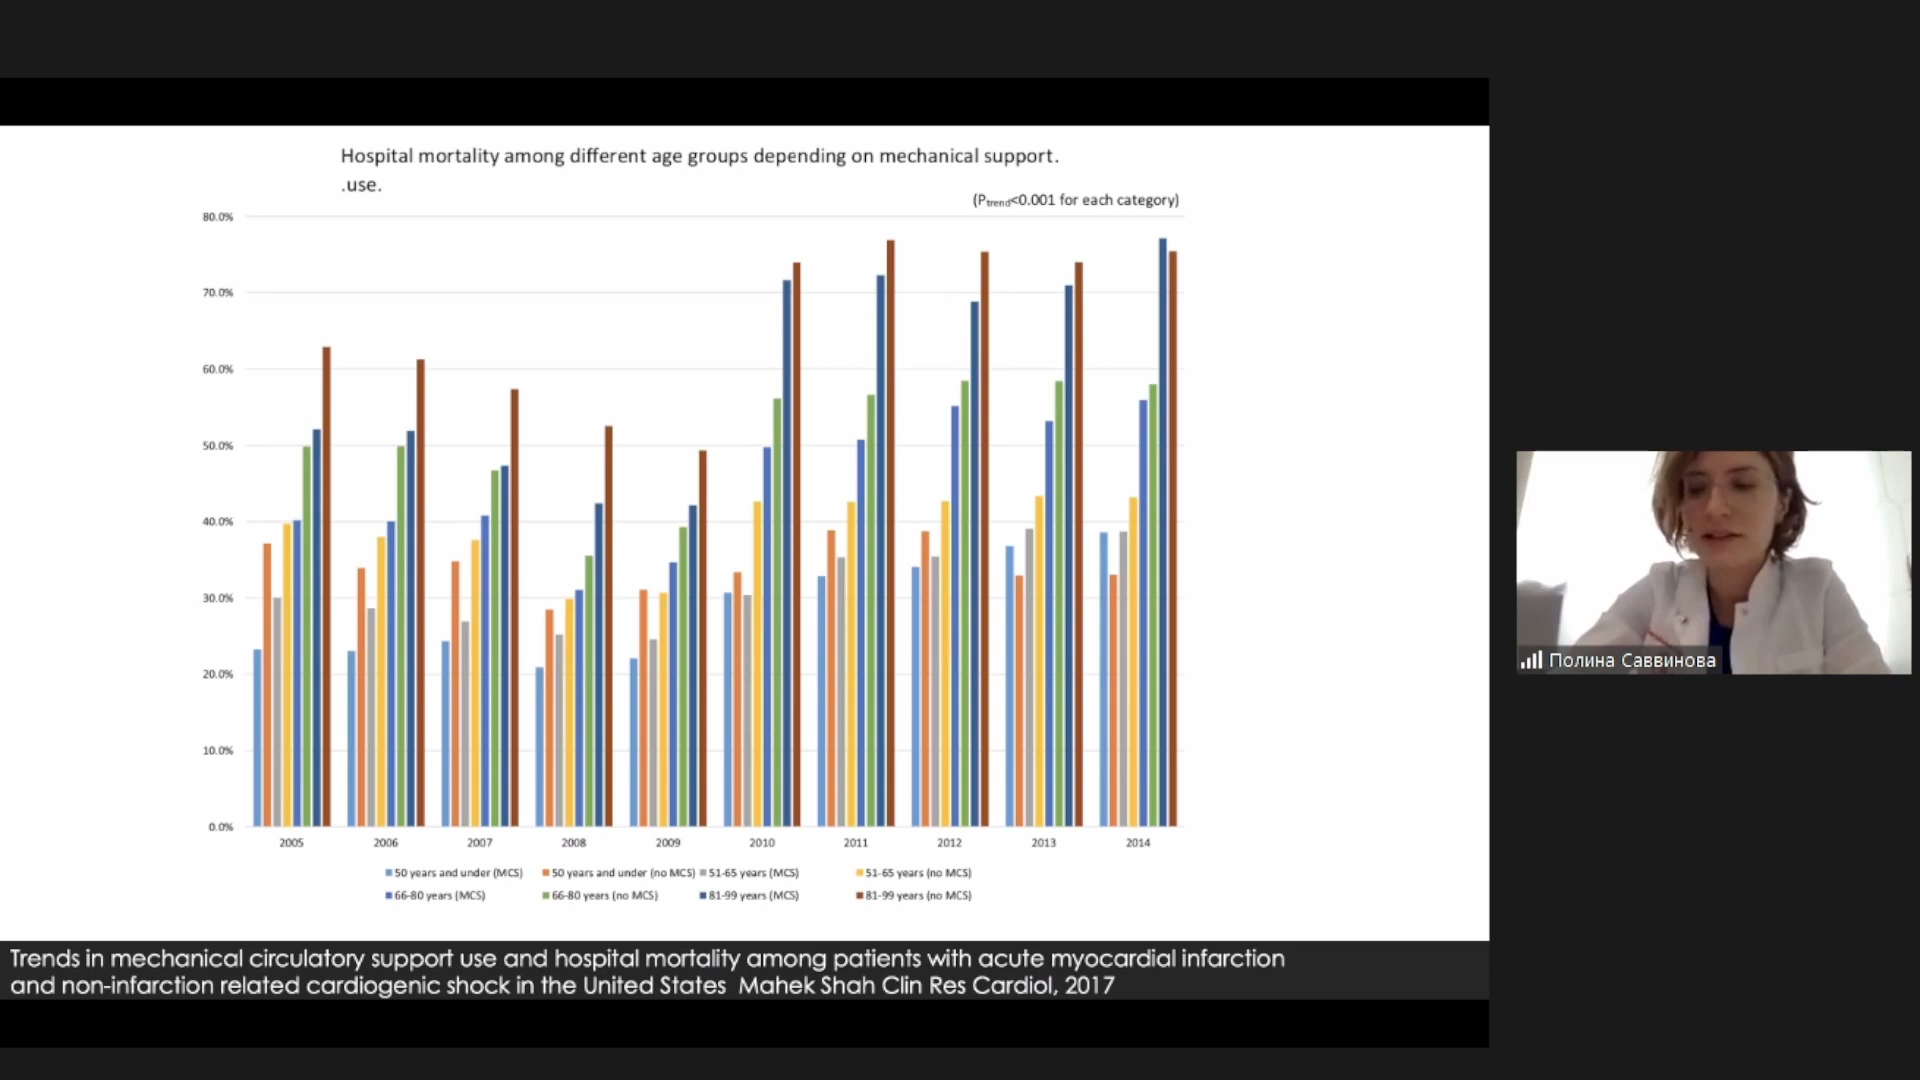 Hospital mortality among different age groups depending on mechanical support.
.use.
(Ptrend<0.001 for each category)
80.0%
70.0%
60.0%
50.0%
40.0%
30.0%
20.0%
10.0%
0.0%
2005 2006 2007 2008 2009 2010 2011 2012 2013 2014
50 years and under (MCS) 50 years and under (no MCS) 51-65 years (MCS) 51-65 years (no MCS)
66-80 years (MCS) 66-80 years (no MCS) 81-99 years (MCS) 81-99 years (no MCS)
Trends in mechanical circulatory support use and hospital mortality among patients with acute myocardial infarction
and non-infarction related cardiogenic shock in the United States Mahek Shah Clin Res Cardiol, 2017
Полина Саввинова